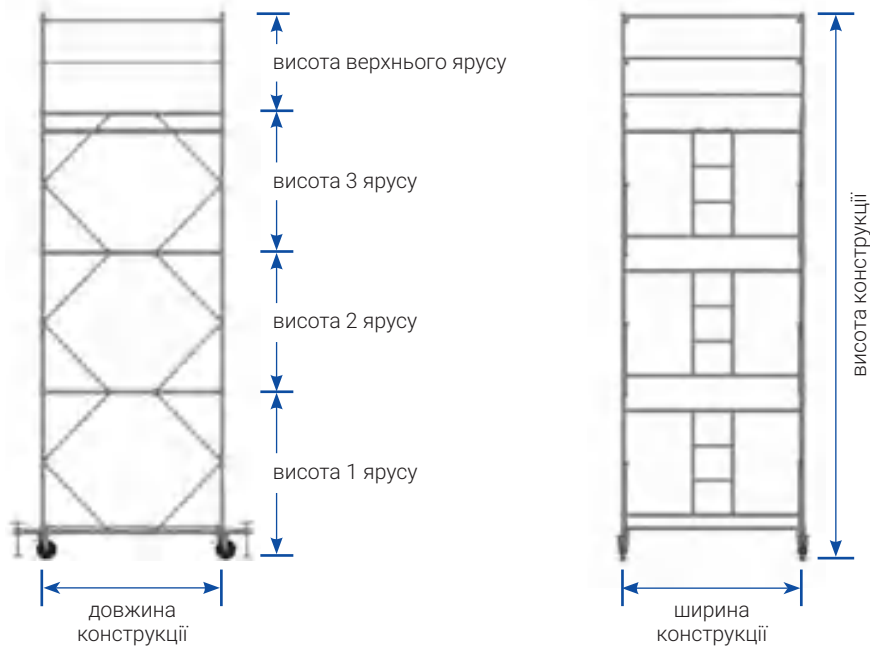 висота верхнього ярусу
висота 3 ярусу
висота 2 ярусу
висота 1 ярусу
довжина
конструкції
висота конструкції
ширина
конструкції